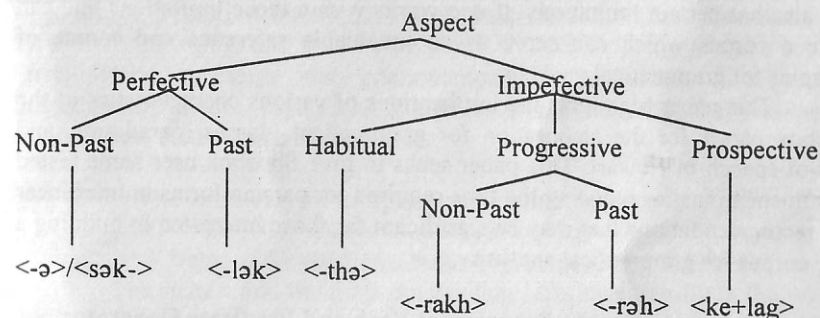 Aspect
Perfective Impefective
Non-Past Past Habitual Progressive Prospective
Non-Past Past
<-ə>/<sək-> <-lək> <-thə>
<-rakh> <-rəh> <ke+lag>